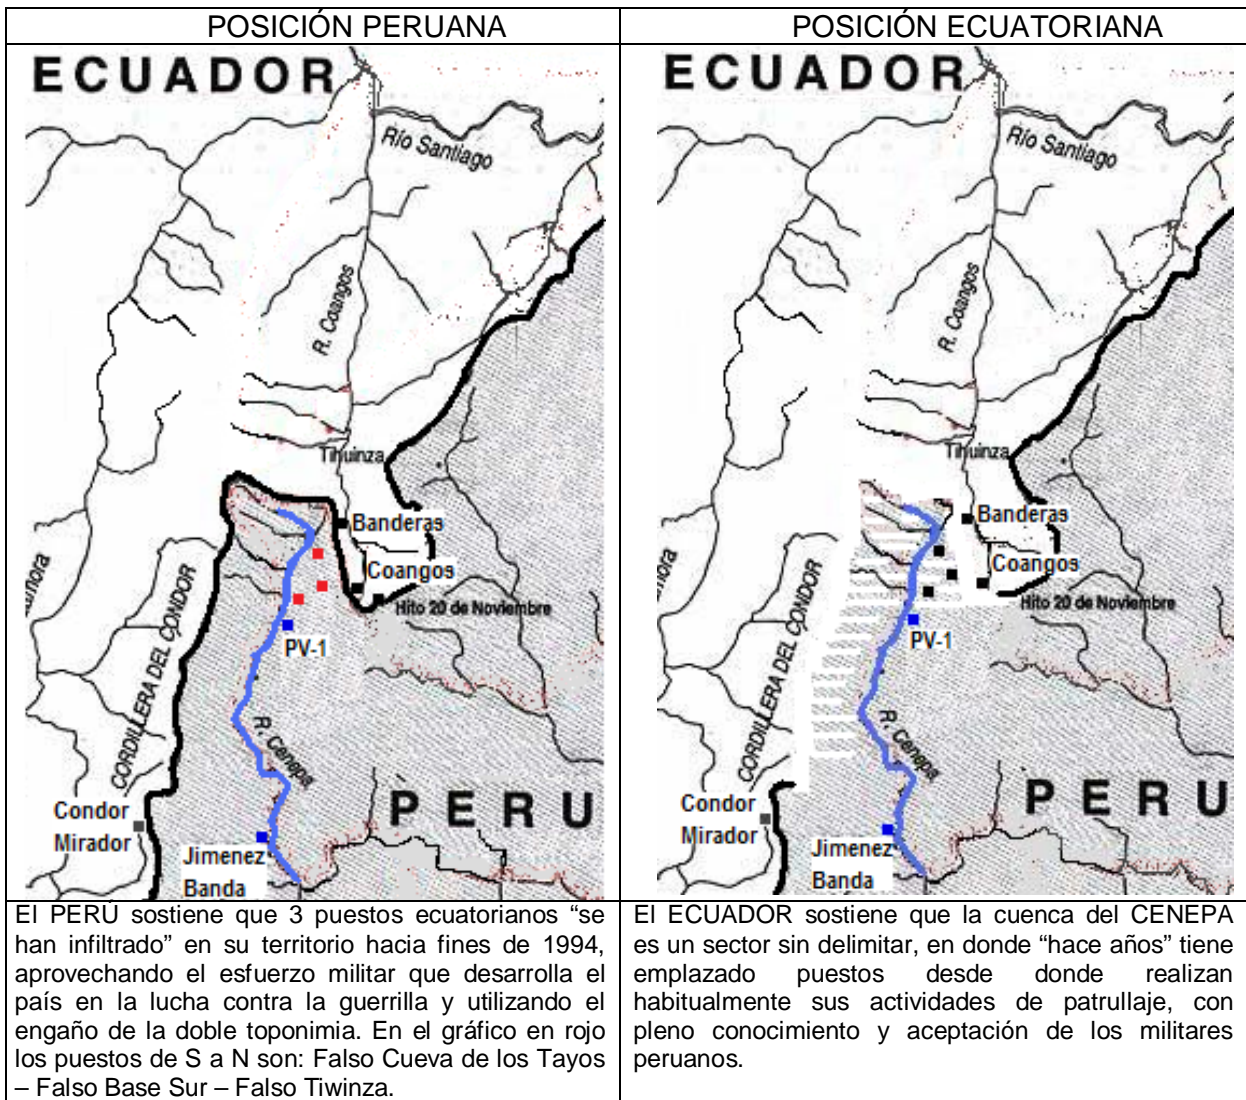 POSICIÓN PERUANA
ECUADOR
Río Santiago
R. Coangos
Tihuinza
Banderas
Coangos
Hito 20 de Noviembre
PV-1
CORDILLERA DEL CONDOR
R. Cenepa
PERU
Condor
Mirador
Jimenez
Banda
El PERÚ sostiene que 3 puestos ecuatorianos “se
han infiltrado” en su territorio hacia fines de 1994,
aprovechando el esfuerzo militar que desarrolla el
país en la lucha contra la guerrilla y utilizando el
engaño de la doble toponimia. En el gráfico en rojo
los puestos de S a N son: Falso Cueva de los Tayos
– Falso Base Sur – Falso Tiwinza.
POSICIÓN ECUATORIANA
ECUADOR
Río Santiago
R. Coangos
Tihuinza
Banderas
Coangos
Hito 20 de Noviembre
PV-1
CORDILLERA DEL CONDOR
R. Cenepa
PERU
Condor
Mirador
Jimenez
Banda
El ECUADOR sostiene que la cuenca del CENEPA
es un sector sin delimitar, en donde “hace años” tiene
emplazado puestos desde donde realizan
habitualmente sus actividades de patrullaje, con
pleno conocimiento y aceptación de los militares
peruanos.